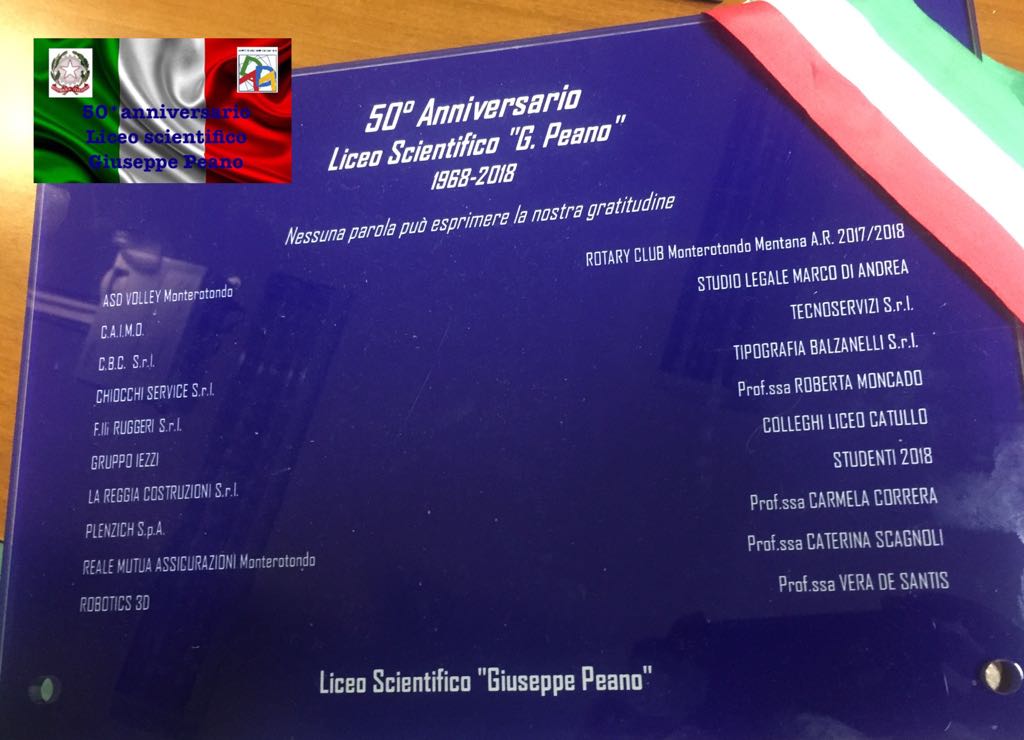 50°anniversario
Liceo scientifico
Giuseppe Peano
50° Anniversario
Liceo Scientifico "G. Peano"
1968-2018
Nessuna parola può esprimere la nostra gratitudine
ASD VOLLEY Monterotondo
C.A.I.M.O.
C.B.C. S.r.l.
CHIOCCHI SERVICE S.r.l.
F.lli RUGGERI S.r.l.
GRUPPO IEZZI
LA REGGIA COSTRUZIONI S.r.l.
PLENZICH S.p.A.
REALE MUTUA ASSICURAZIONI Monterotondo
ROBOTICS 3D
ROTARY CLUB Monterotondo Mentana A.R. 2017/2018
STUDIO LEGALE MARCO DI ANDREA
TECNOSERVIZI S.r.l.
TIPOGRAFIA BALZANELLI S.r.l.
Prof.ssa ROBERTA MONCADO
COLLEGHI LICEO CATULLO
STUDENTI 2018
Prof.ssa CARMELA CORRERA
Prof.ssa CATERINA SCAGNOLI
Prof.ssa VERA DE SANTIS
Liceo Scientifico "Giuseppe Peano"